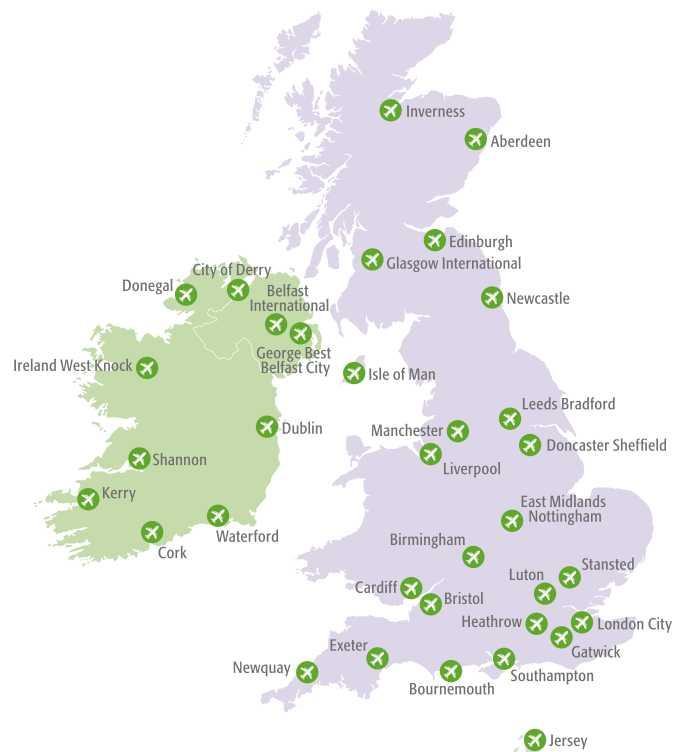 Inverness
Aberdeen
Edinburgh
Glasgow International
City of Derry
Donegal
Belfast
International
Newcastle
George Best
Belfast City
Ireland West Knock
Isle of Man
Leeds Bradford
Dublin
Manchester
Doncaster Sheffield
Shannon
Liverpool
Kerry
East Midlands
Nottingham
Waterford
Cork
Birmingham
Stansted
Luton
Cardiff
Bristol
Heathrow
London City
Exeter
Gatwick
Newquay
Southampton
Bournemouth
Jersey